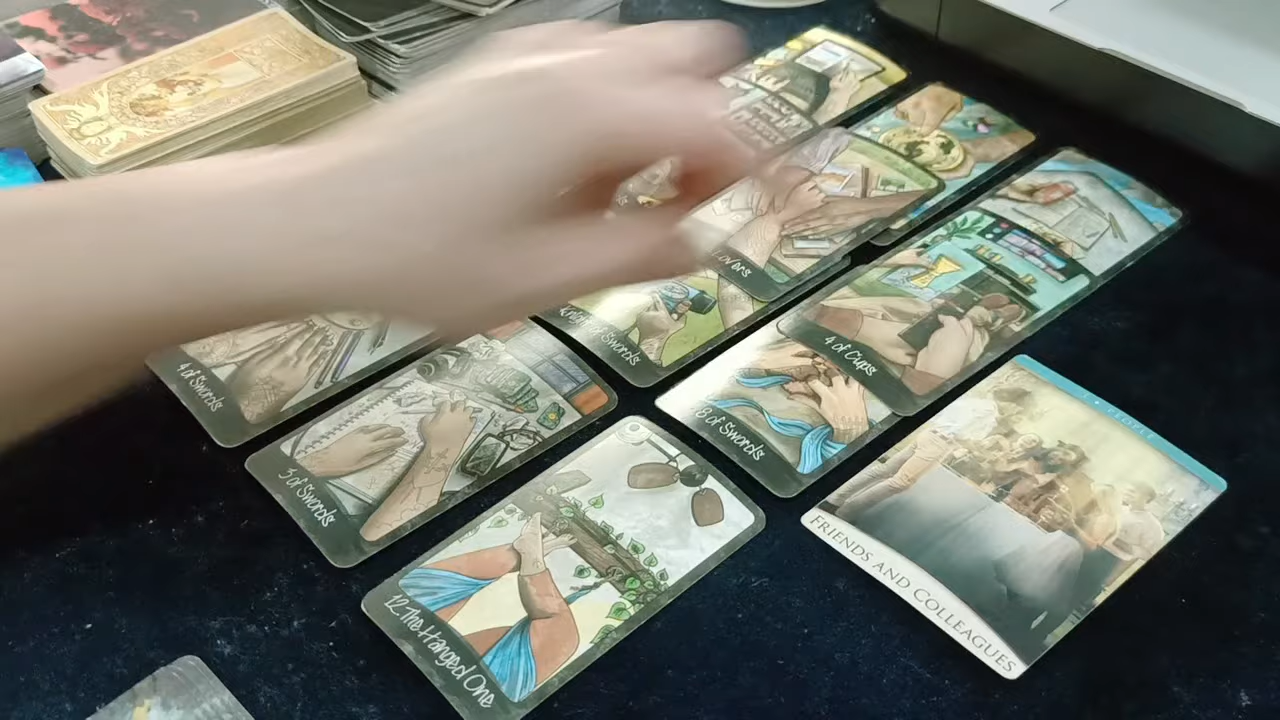 Lovers
Knight of Swords
4 of Cups
4 of Swords
8 of Swords
3 of Swords
12 The Hanged One
PEOPLE
FRIENDS AND COLLEAGUES